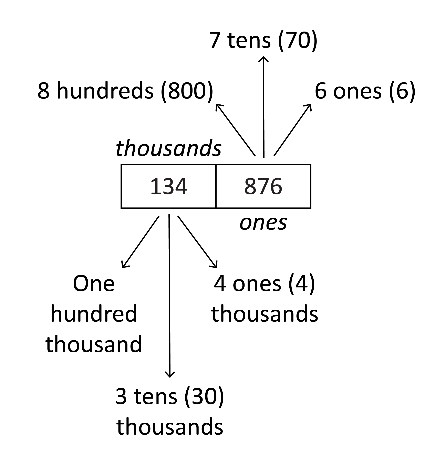 7 tens (70)
8 hundreds (800)
6 ones (6)
thousands
134 876
ones
One
hundred
thousand
4 ones (4)
thousands
3 tens (30)
thousands